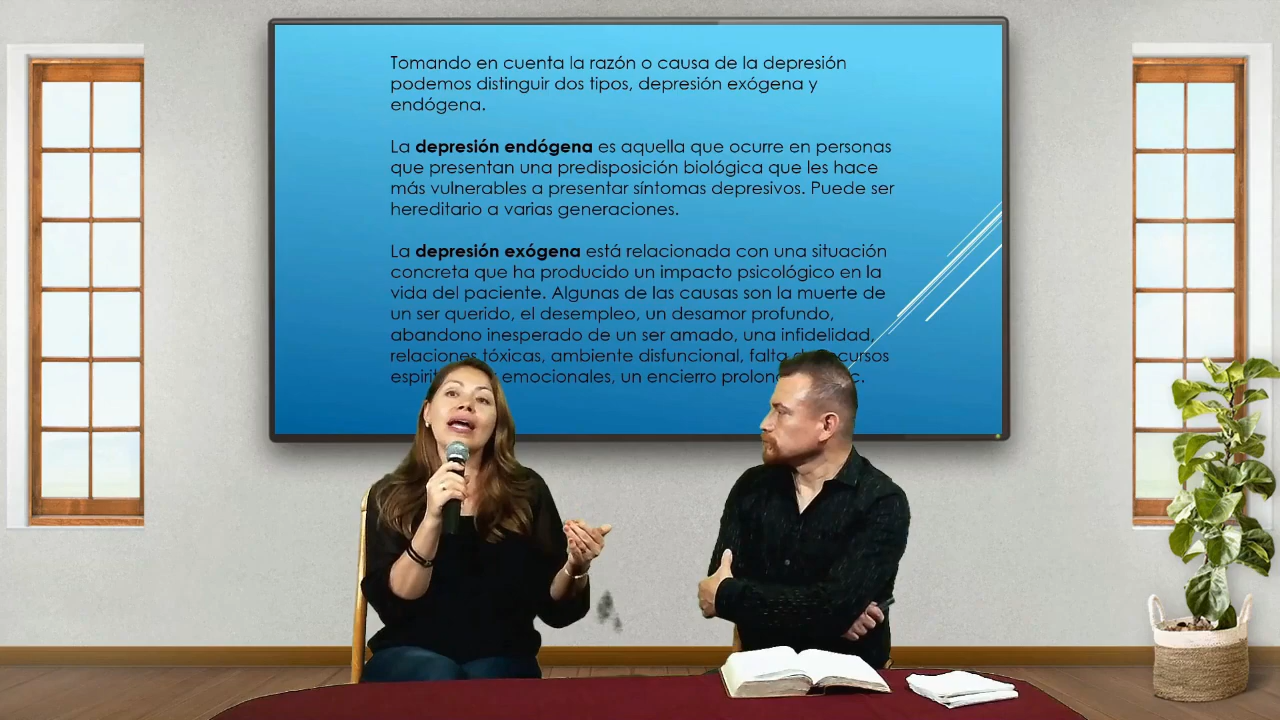 Tomando en cuenta la razón o causa de la depresión
podemos distinguir dos tipos, depresión exógena y
endógena.
La depresión endógena es aquella que ocurre en personas
que presentan una predisposición biológica que les hace
más vulnerables a presentar síntomas depresivos. Puede ser
hereditario a varias generaciones.
La depresión exógena está relacionada con una situación
concreta que ha producido un impacto psicológico en la
vida del paciente. Algunas de las causas son la muerte de
un ser querido, el desempleo, un desamor profundo,
abandono inesperado de un ser amado, una infidelidad,
relaciones tóxicas, ambiente disfuncional, falta
emocionales, un encierro